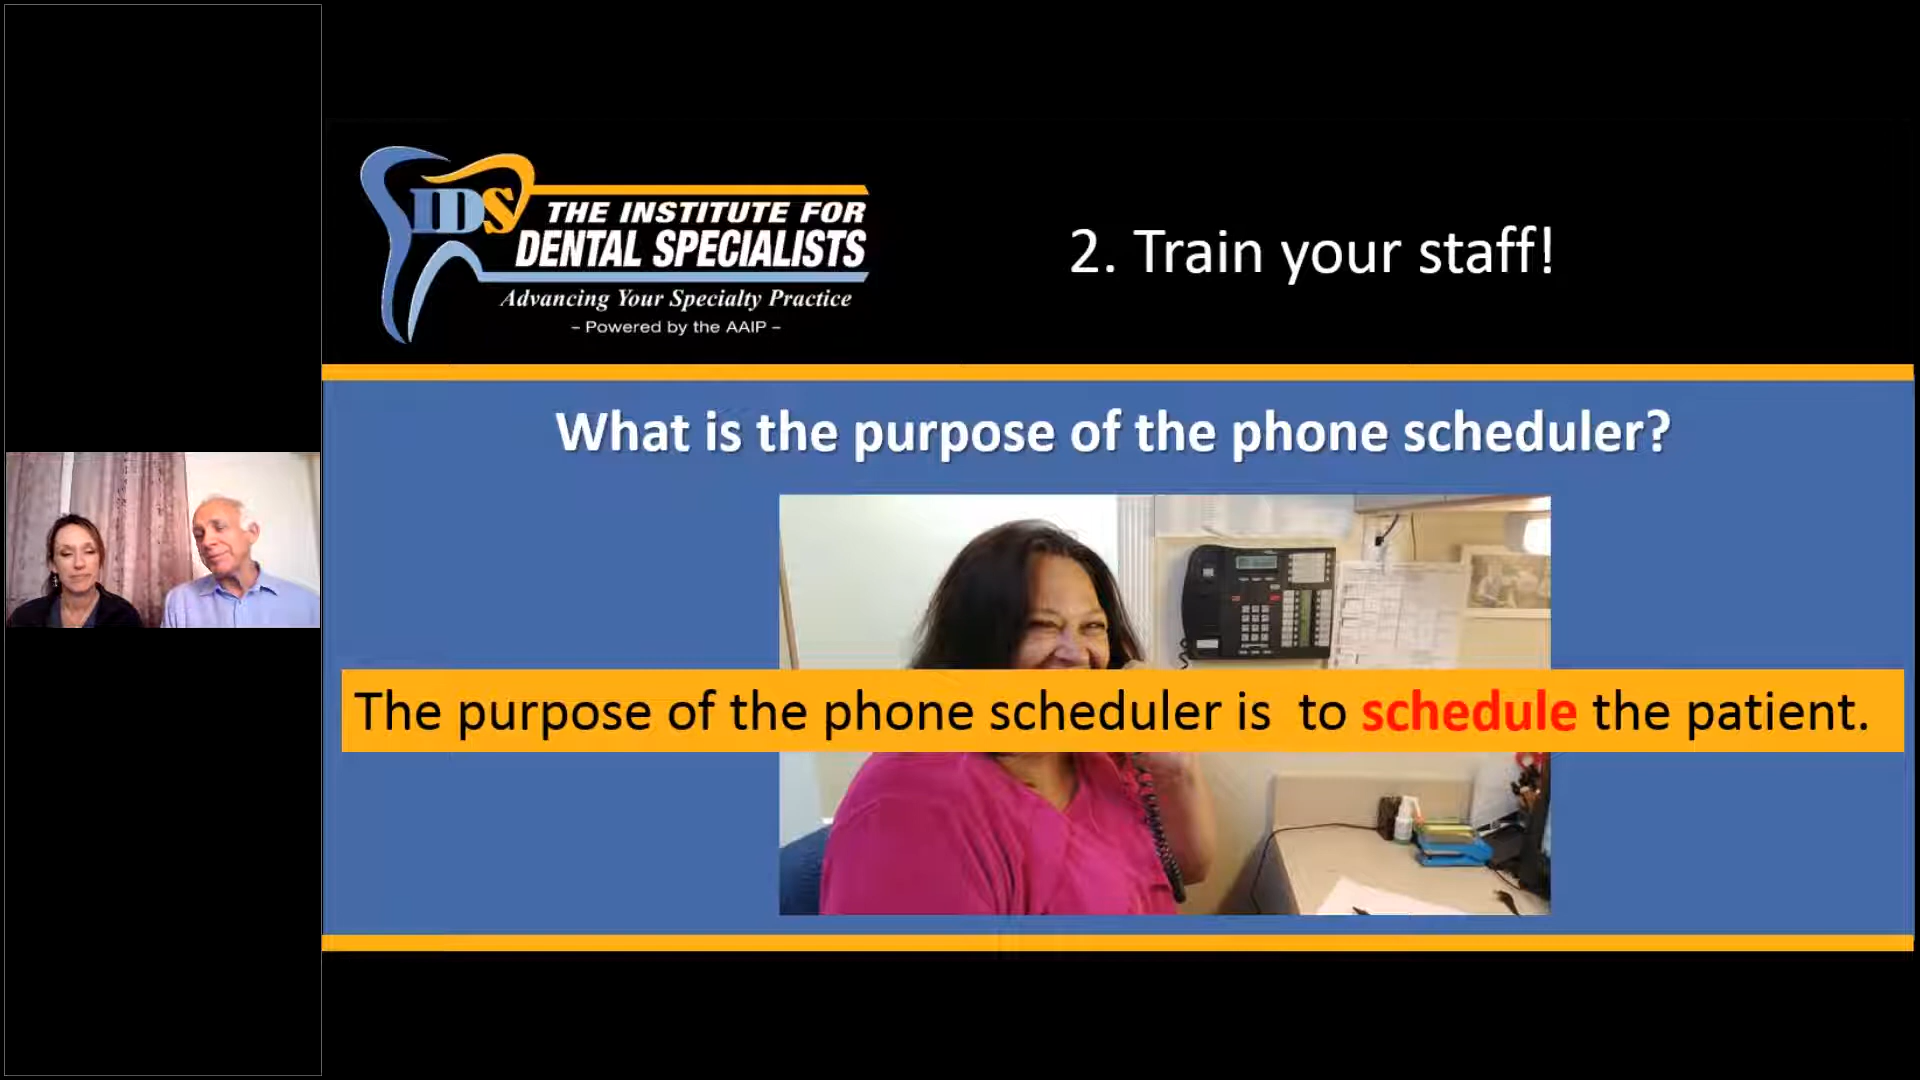 IDS
THE INSTITUTE FOR
DENTAL SPECIALISTS
Advancing Your Specialty Practice
– Powered by the AAIP –
2. Train your staff!
What is the purpose of the phone scheduler?
The purpose of the phone scheduler is  to schedule the patient.